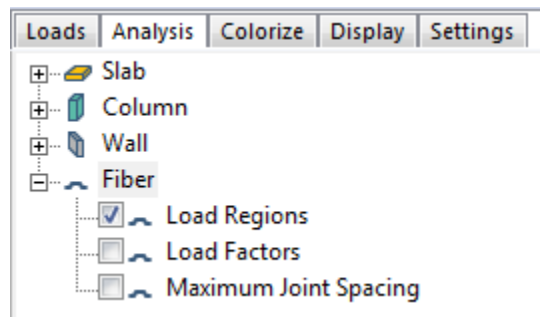 Loads Analysis Colorize Display Settings
Slab
Column
Wall
Fiber
Load Regions
Load Factors
Maximum Joint Spacing